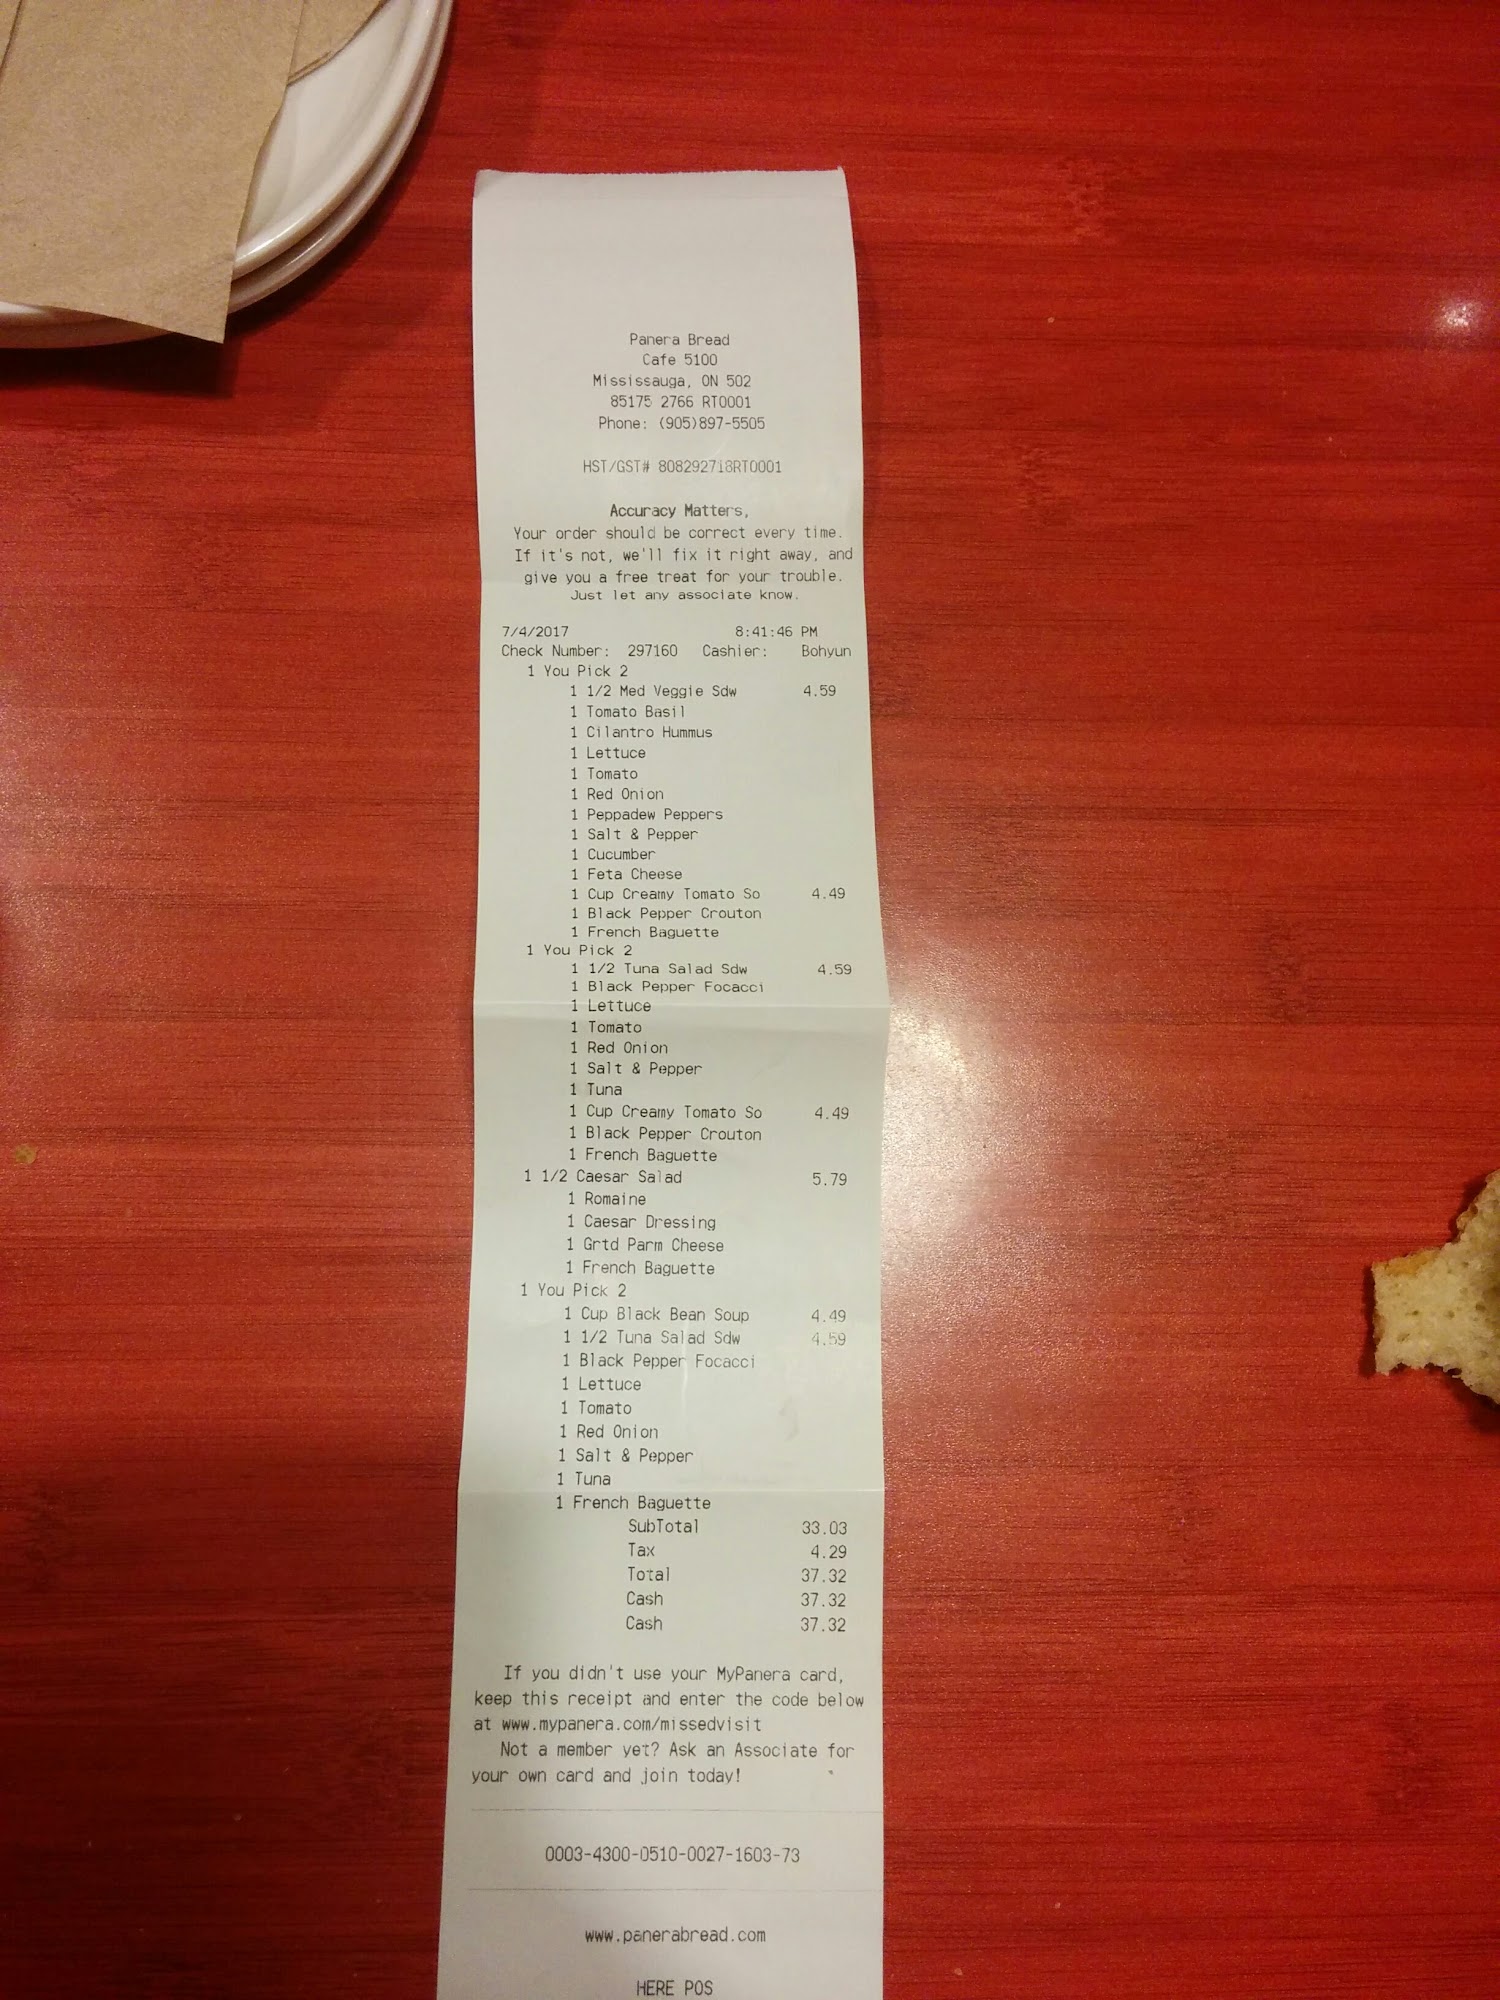 Panera Bread
Cafe 5100
Mississauga, ON 502
85175 2766 RT0001
Phone: (905)897-5505
HST/GST# 808292718RT0001
Accuracy Matters,
Your order should be correct every time.
If it's not, we'll fix it right away, and
give you a free treat for your trouble.
Just let any associate know.
7/4/2017 8:41:46 PM
Check Number: 297160 Cashier: Bohyun
1 You Pick 2
1 1/2 Med Veggie Sdw 4.59
1 Tomato Basil
1 Cilantro Hummus
1 Lettuce
1 Tomato
1 Red Onion
1 Peppadew Peppers
1 Salt & Pepper
1 Cucumber
1 Feta Cheese
1 Cup Creamy Tomato So 4.49
1 Black Pepper Crouton
1 French Baguette
1 You Pick 2
1 1/2 Tuna Salad Sdw 4.59
1 Black Pepper Focacci
1 Lettuce
1 Tomato
1 Red Onion
1 Salt & Pepper
1 Tuna
1 Cup Creamy Tomato So 4.49
1 Black Pepper Crouton
1 French Baguette
1 1/2 Caesar Salad 5.79
1 Romaine
1 Caesar Dressing
1 Grtd Parm Cheese
1 French Baguette
1 You Pick 2
1 Cup Black Bean Soup 4.49
1 1/2 Tuna Salad Sdw 4.59
1 Black Pepper Focacci
1 Lettuce
1 Tomato
1 Red Onion
1 Salt & Pepper
1 Tuna
1 French Baguette
SubTotal 33.03
Tax 4.29
Total 37.32
Cash 37.32
Cash 37.32
If you didn't use your MyPanera card,
keep this receipt and enter the code below
at www.mypanera.com/missedvisit
Not a member yet? Ask an Associate for
your own card and join today!
0003-4300-0510-0027-1603-73
www.panerabread.com
HERE POS